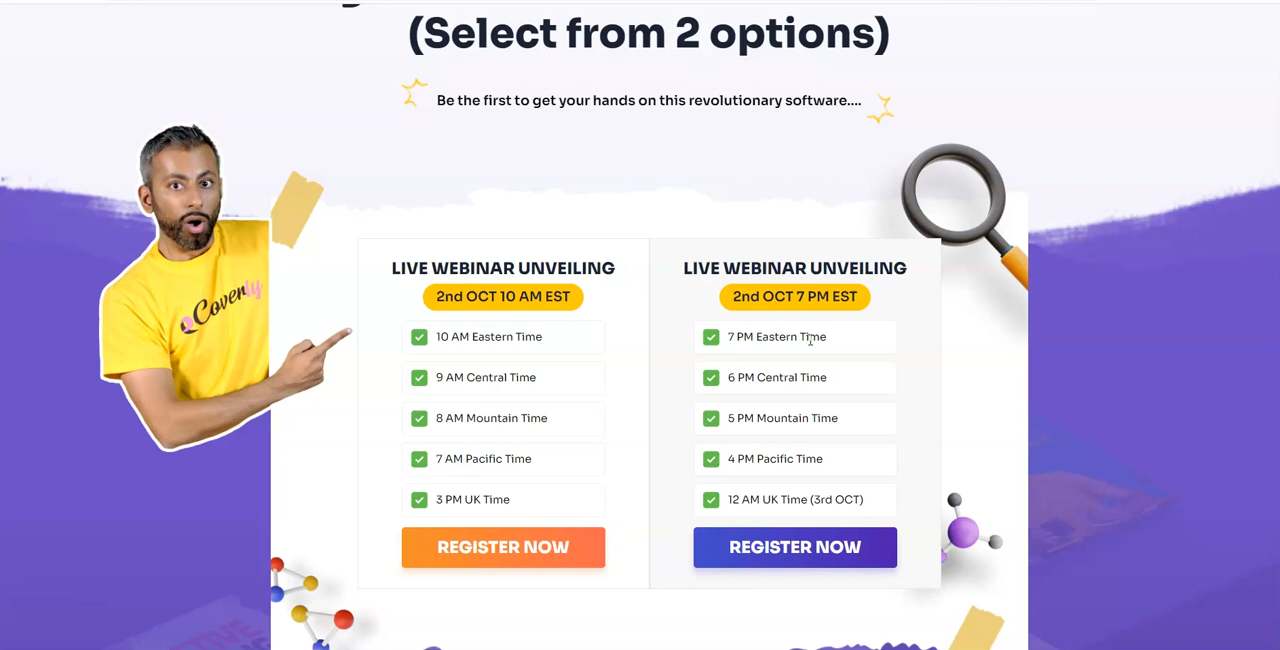 (Select from 2 options)
Be the first to get your hands on this revolutionary software....
Coverly
LIVE WEBINAR UNVEILING
2nd OCT 10 AM EST
10 AM Eastern Time
9 AM Central Time
8 AM Mountain Time
7 AM Pacific Time
3 PM UK Time
REGISTER NOW
LIVE WEBINAR UNVEILING
2nd OCT 7 PM EST
7 PM Eastern Time
6 PM Central Time
5 PM Mountain Time
4 PM Pacific Time
12 AM UK Time (3rd OCT)
REGISTER NOW